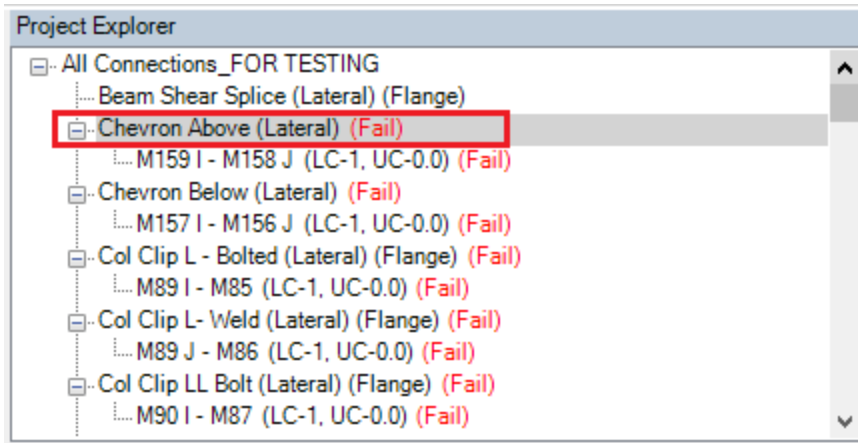 Project Explorer
All Connections_FOR TESTING
Beam Shear Splice (Lateral) (Flange)
Chevron Above (Lateral) (Fail)
M159 I - M158 J (LC-1, UC-0.0) (Fail)
Chevron Below (Lateral) (Fail)
M157 I - M156 J (LC-1, UC-0.0) (Fail)
Col Clip L - Bolted (Lateral) (Flange) (Fail)
M89 I - M85 (LC-1, UC-0.0) (Fail)
Col Clip L- Weld (Lateral) (Flange) (Fail)
M89 J - M86 (LC-1, UC-0.0) (Fail)
Col Clip LL Bolt (Lateral) (Flange) (Fail)
M90 I - M87 (LC-1, UC-0.0) (Fail)